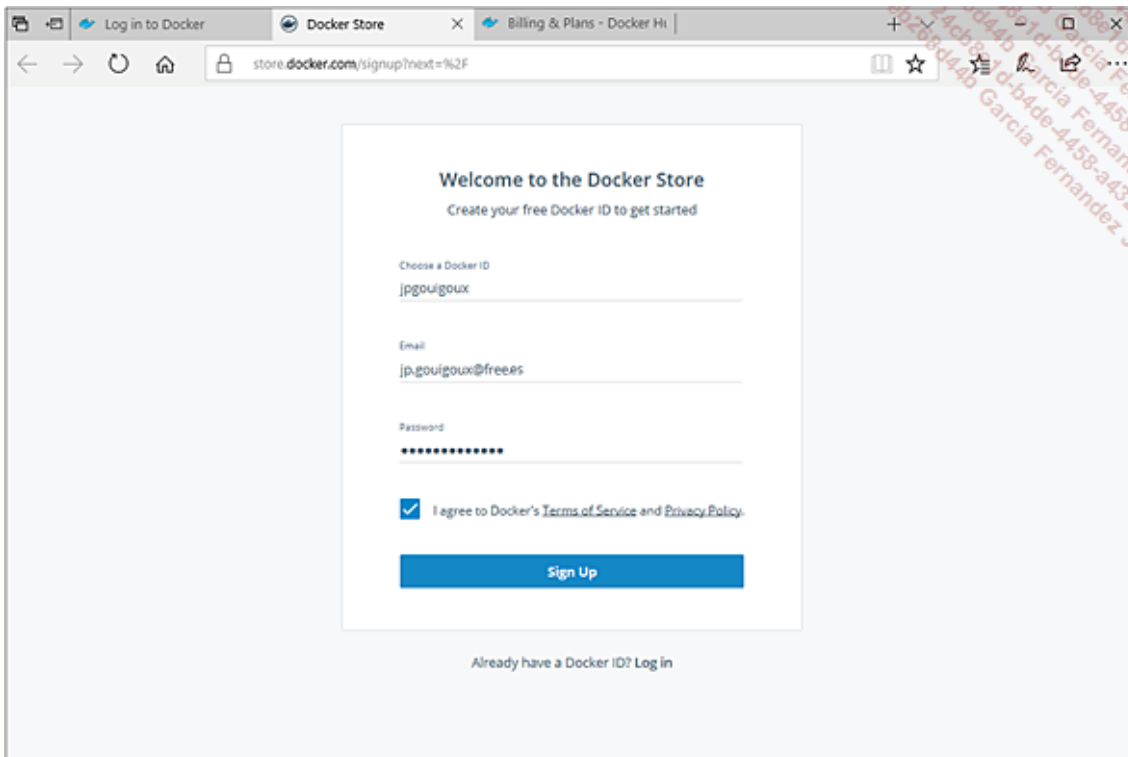 Log in to Docker
Docker Store
Billing & Plans - Docker Hu
store.docker.com/signup?next=%2F
Welcome to the Docker Store
Create your free Docker ID to get started
Choose a Docker ID
jpgouigoux
Email
jp.gouigoux@free.es
Password
•••••••••••••
I agree to Docker's Terms of Service and Privacy Policy.
Sign Up
Already have a Docker ID? Log in